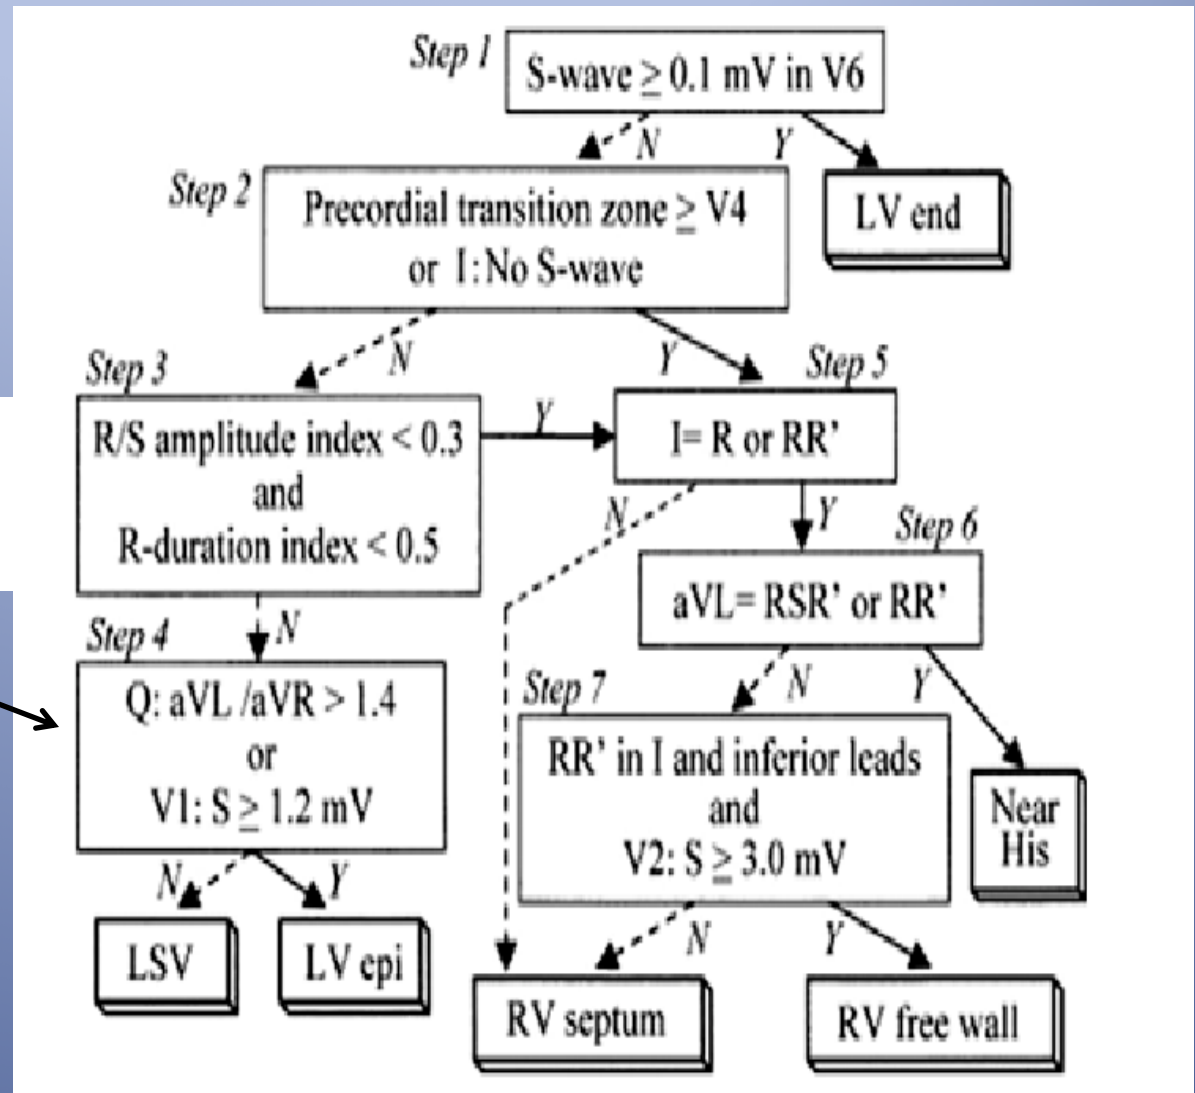 Step 1
S-wave ≥ 0.1 mV in V6
N
Y
Step 2
Precordial transition zone ≥ V4
or I: No S-wave
LV end
N
Y
Step 3
Step 5
R/S amplitude index < 0.3
and
R-duration index < 0.5
Y
I= R or RR’
N
Y
Step 6
aVL= RSR’ or RR’
N
Step 4
Q: aVL /aVR > 1.4
or
V1: S ≥ 1.2 mV
N
Y
Step 7
RR’ in I and inferior leads
and
V2: S ≥ 3.0 mV
Near
His
N
Y
LSV
LV epi
N
Y
RV septum
RV free wall